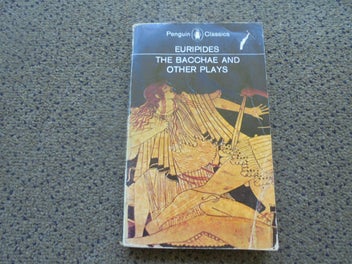 Penguin Classics
EURIPIDES
THE BACCHAE AND
OTHER PLAYS